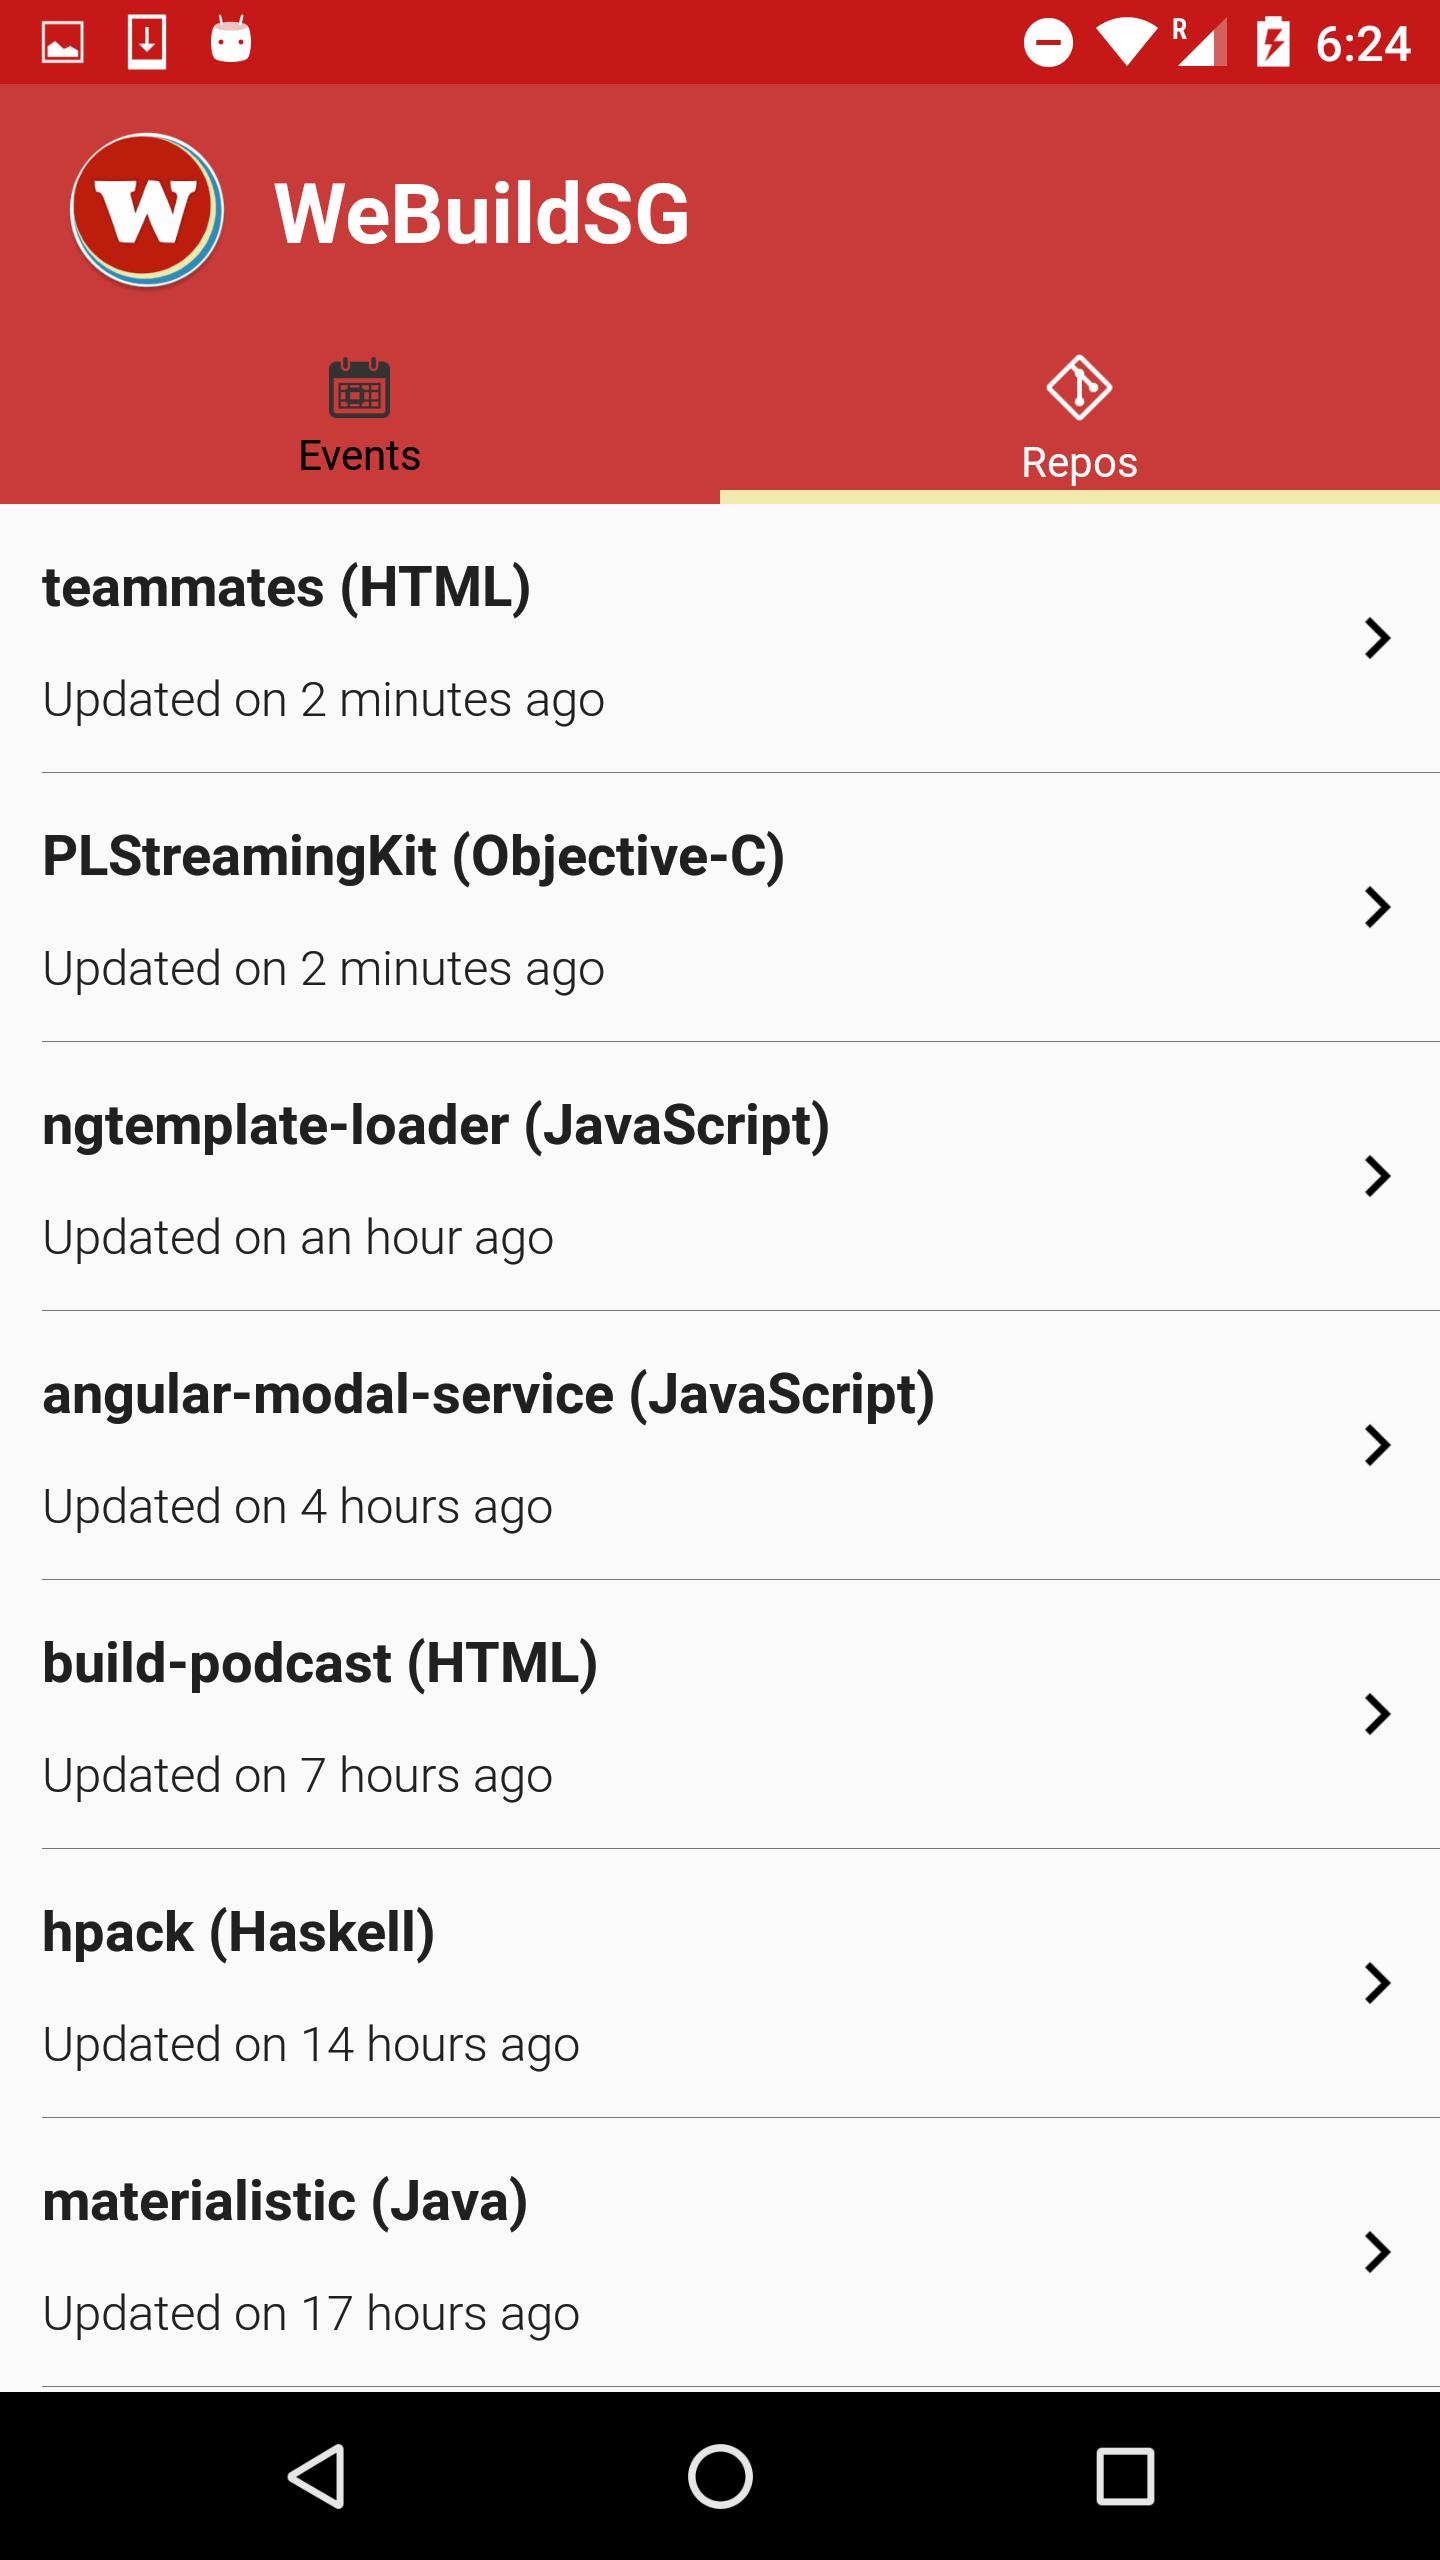 R 6:24
W WeBuildSG
Events Repos
teammates (HTML)
Updated on 2 minutes ago
PLStreamingKit (Objective-C)
Updated on 2 minutes ago
ngtemplate-loader (JavaScript)
Updated on an hour ago
angular-modal-service (JavaScript)
Updated on 4 hours ago
build-podcast (HTML)
Updated on 7 hours ago
hpack (Haskell)
Updated on 14 hours ago
materialistic (Java)
Updated on 17 hours ago